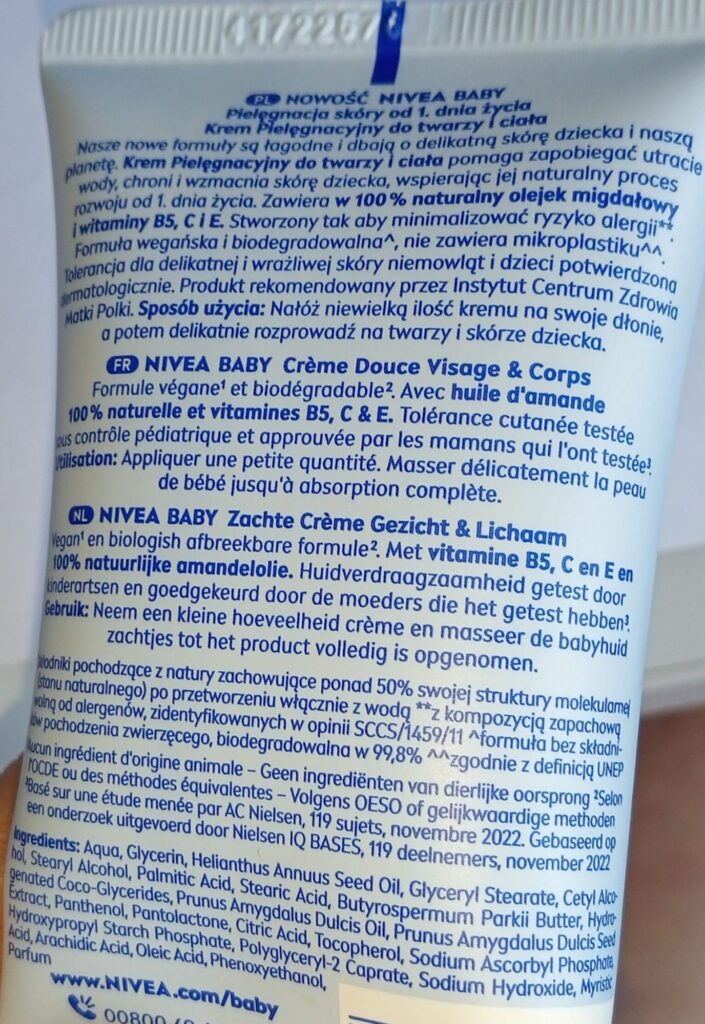 4172257
PL NOWOŚĆ NIVEA BABY
Pielęgnacja skóry od 1. dnia życia
Krem Pielęgnacyjny do twarzy i ciała
Nasze nowe formuły są łagodne i dbają o delikatną skórę dziecka i naszą
planetę. Krem Pielęgnacyjny do twarzy i ciała pomaga zapobiegać utracie
wody, chroni i wzmacnia skórę dziecka, wspierając jej naturalny proces
rozwoju od 1. dnia życia. Zawiera w 100% naturalny olejek migdałowy
i witaminy B5, C i E. Stworzony tak aby minimalizować ryzyko alergii**.
Formuła wegańska i biodegradowalna^, nie zawiera mikroplastiku^^.
Tolerancja dla delikatnej i wrażliwej skóry niemowląt i dzieci potwierdzona
dermatologicznie. Produkt rekomendowany przez Instytut Centrum Zdrowia
Matki Polki. Sposób użycia: Nałóż niewielką ilość kremu na swoje dłonie,
a potem delikatnie rozprowadź na twarzy i skórze dziecka.
FR NIVEA BABY Crème Douce Visage & Corps
Formule végane¹ et biodégradable². Avec huile d'amande
100% naturelle et vitamines B5, C & E. Tolérance cutanée testée
sous contrôle pédiatrique et approuvée par les mamans qui l'ont testée³.
Utilisation: Appliquer une petite quantité. Masser délicatement la peau
de bébé jusqu'à absorption complète.
NL NIVEA BABY Zachte Crème Gezicht & Lichaam
Vegan¹ en biologish afbreekbare formule². Met vitamine B5, C en E en
100% natuurlijke amandelolie. Huidverdraagzaamheid getest door
kinderartsen en goedgekeurd door de moeders die het getest hebben³.
Gebruik: Neem een kleine hoeveelheid crème en masseer de babyhuid
zachtjes tot het product volledig is opgenomen.
składniki pochodzące z natury zachowujące ponad 50% swojej struktury molekularnej
(stanu naturalnego) po przetworzeniu włącznie z wodą **z kompozycją zapachową
wolną od alergenów, zidentyfikowanych w opinii SCCS/1459/11 ^formuła bez składni-
ków pochodzenia zwierzęcego, biodegradowalna w 99,8% ^^zgodnie z definicją UNEP
Aucun ingrédient d'origine animale – Geen ingrediënten van dierlijke oorsprong ²Selon
l'OCDE ou des méthodes équivalentes – Volgens OESO of gelijkwaardige methoden
³Basé sur une étude menée par AC Nielsen, 119 sujets, novembre 2022. Gebaseerd op
een onderzoek uitgevoerd door Nielsen IQ BASES, 119 deelnemers, november 2022
Ingredients: Aqua, Glycerin, Helianthus Annuus Seed Oil, Glyceryl Stearate, Cetyl Alco-
hol, Stearyl Alcohol, Palmitic Acid, Stearic Acid, Butyrospermum Parkii Butter, Hydro-
genated Coco-Glycerides, Prunus Amygdalus Dulcis Oil, Prunus Amygdalus Dulcis Seed
Extract, Panthenol, Pantolactone, Citric Acid, Tocopherol, Sodium Ascorbyl Phosphate,
Hydroxypropyl Starch Phosphate, Polyglyceryl-2 Caprate, Sodium Hydroxide, Myristic
Acid, Arachidic Acid, Oleic Acid, Phenoxyethanol,
Parfum
www.NIVEA.com/baby
00800